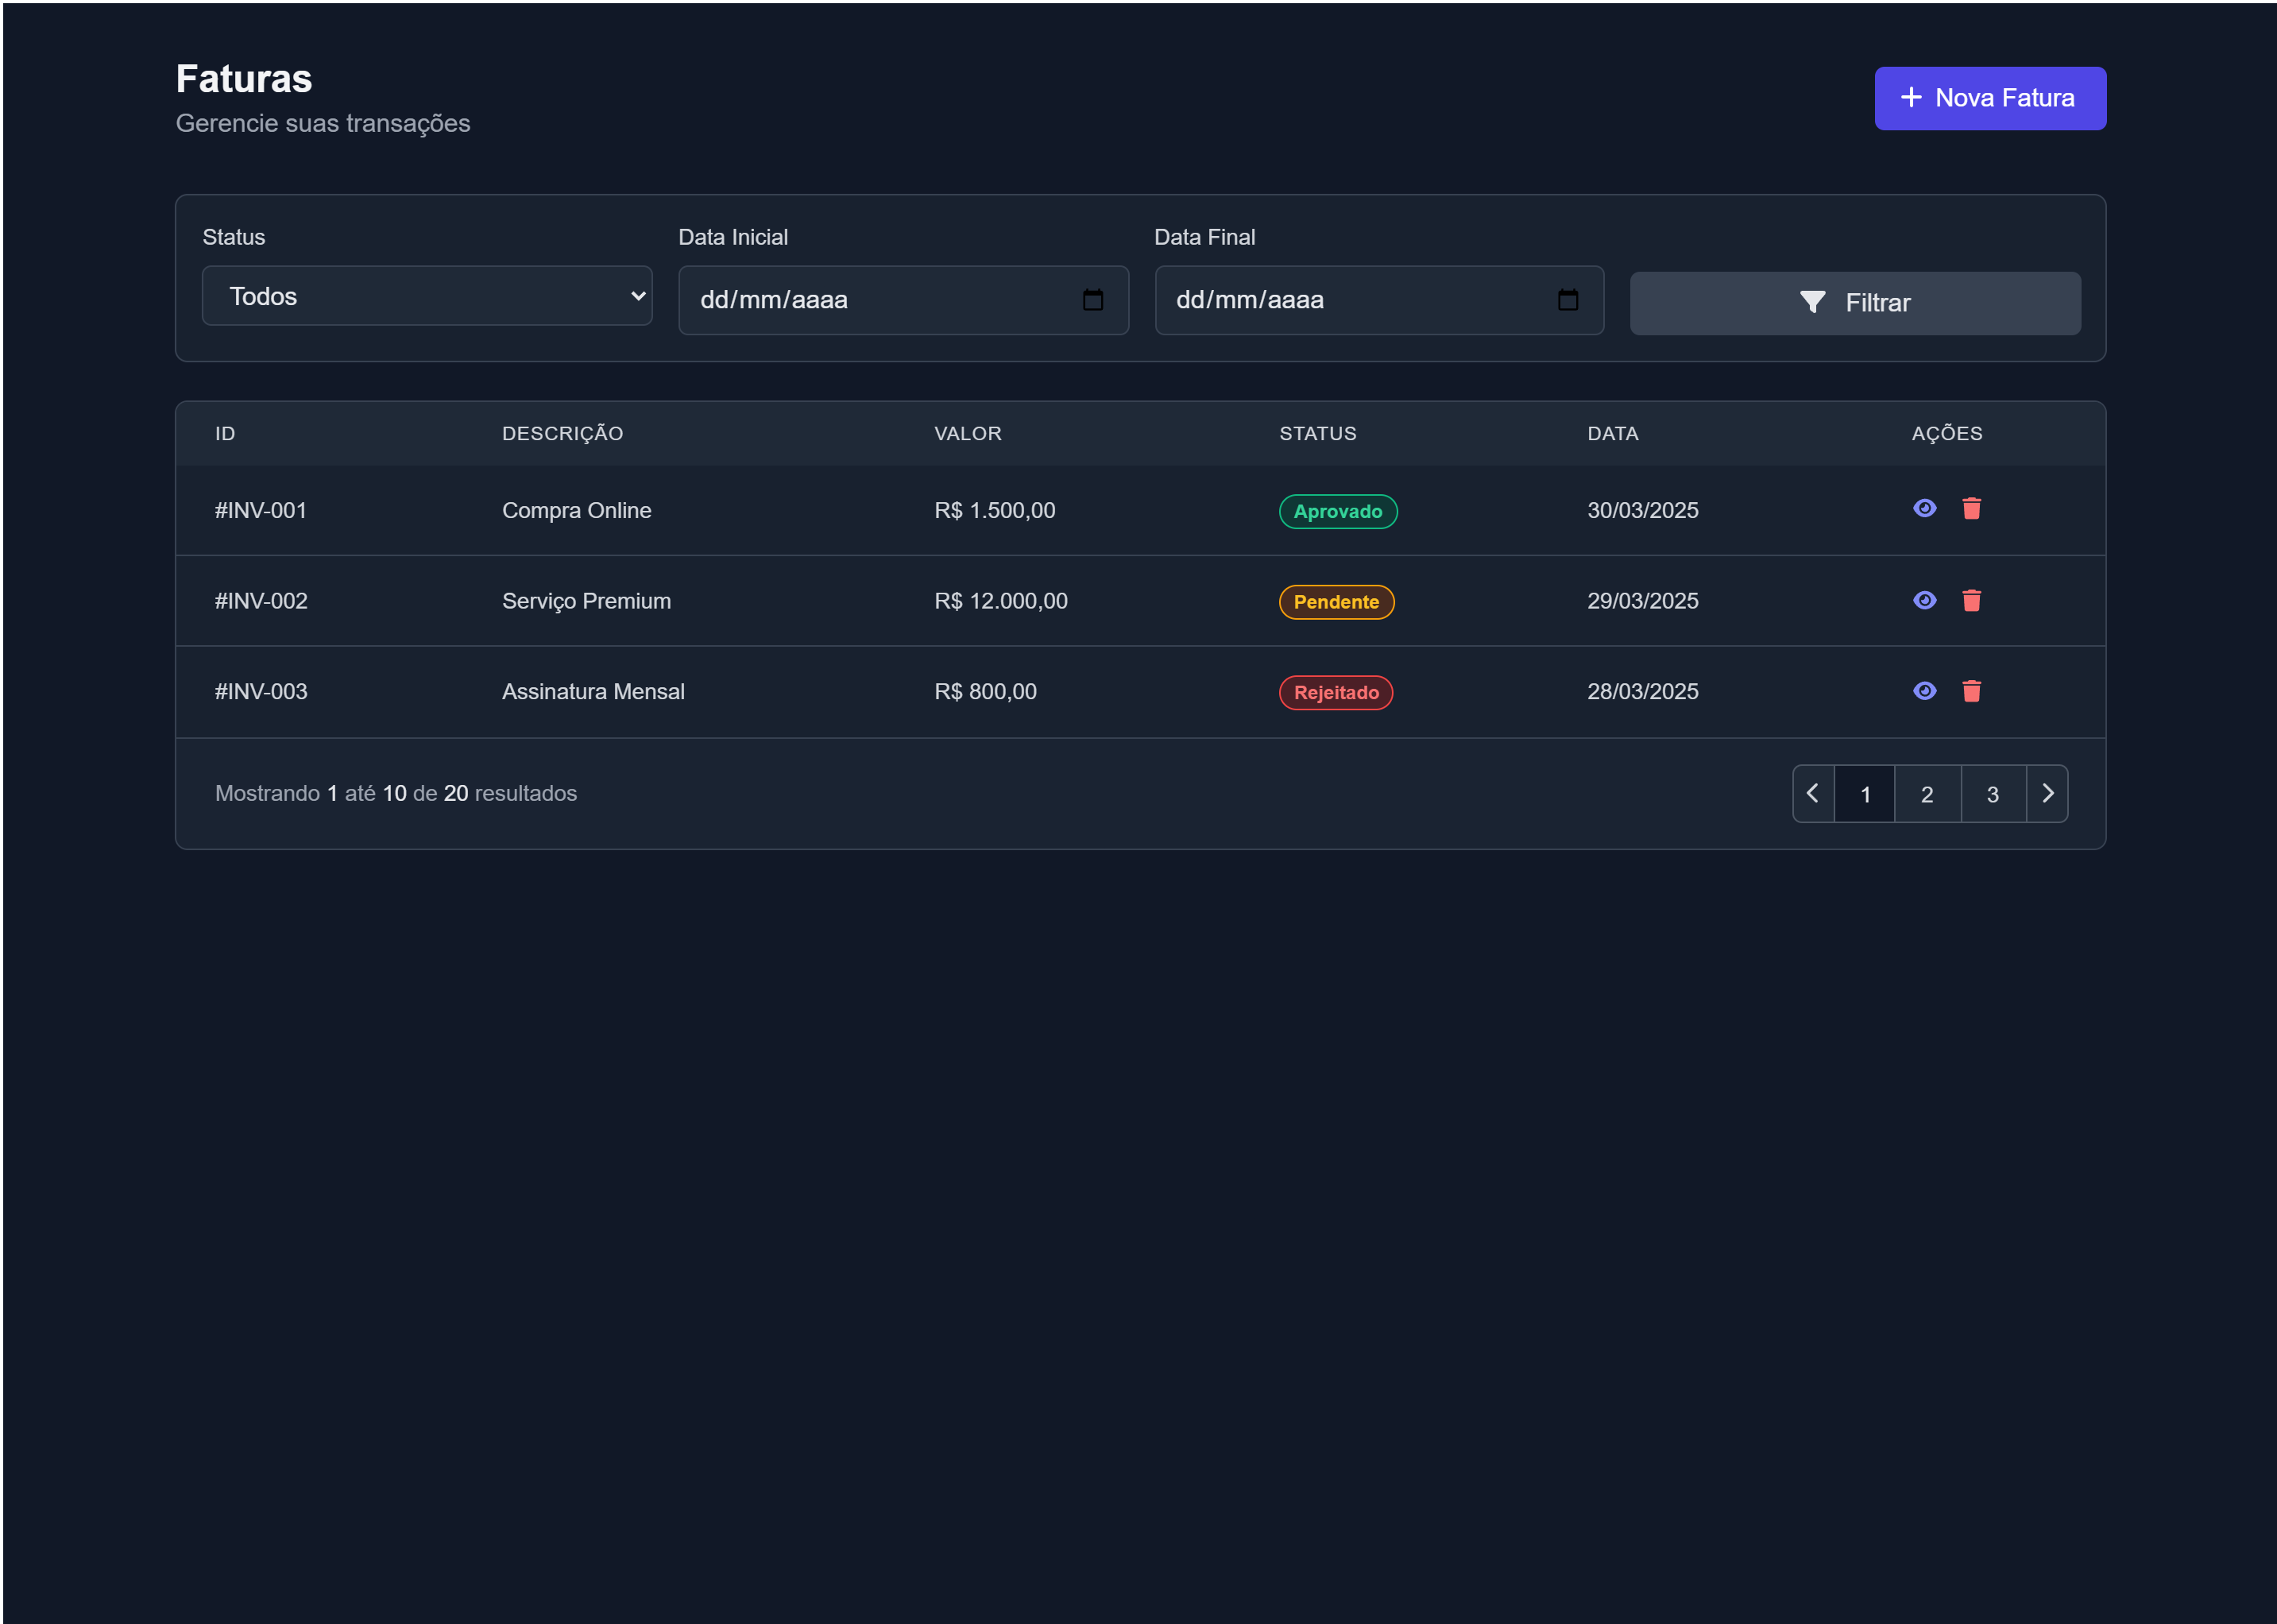 Faturas
Gerencie suas transações
Nova Fatura
Status
Data Inicial
Data Final
Todos
dd/mm/aaaa
dd/mm/aaaa
Filtrar
ID DESCRIÇÃO VALOR STATUS DATA AÇÕES
#INV-001 Compra Online R$ 1.500,00 Aprovado 30/03/2025
#INV-002 Serviço Premium R$ 12.000,00 Pendente 29/03/2025
#INV-003 Assinatura Mensal R$ 800,00 Rejeitado 28/03/2025
Mostrando 1 até 10 de 20 resultados
1 2 3